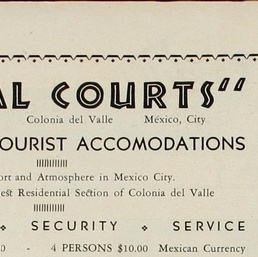 AL COURTS"
Colonia del Valle México, City
OURIST ACCOMODATIONS
ort and Atmosphere in Mexico City.
est Residential Section of Colonia del Valle
SECURITY SERVICE
0 - 4 PERSONS $10.00 Mexican Currency